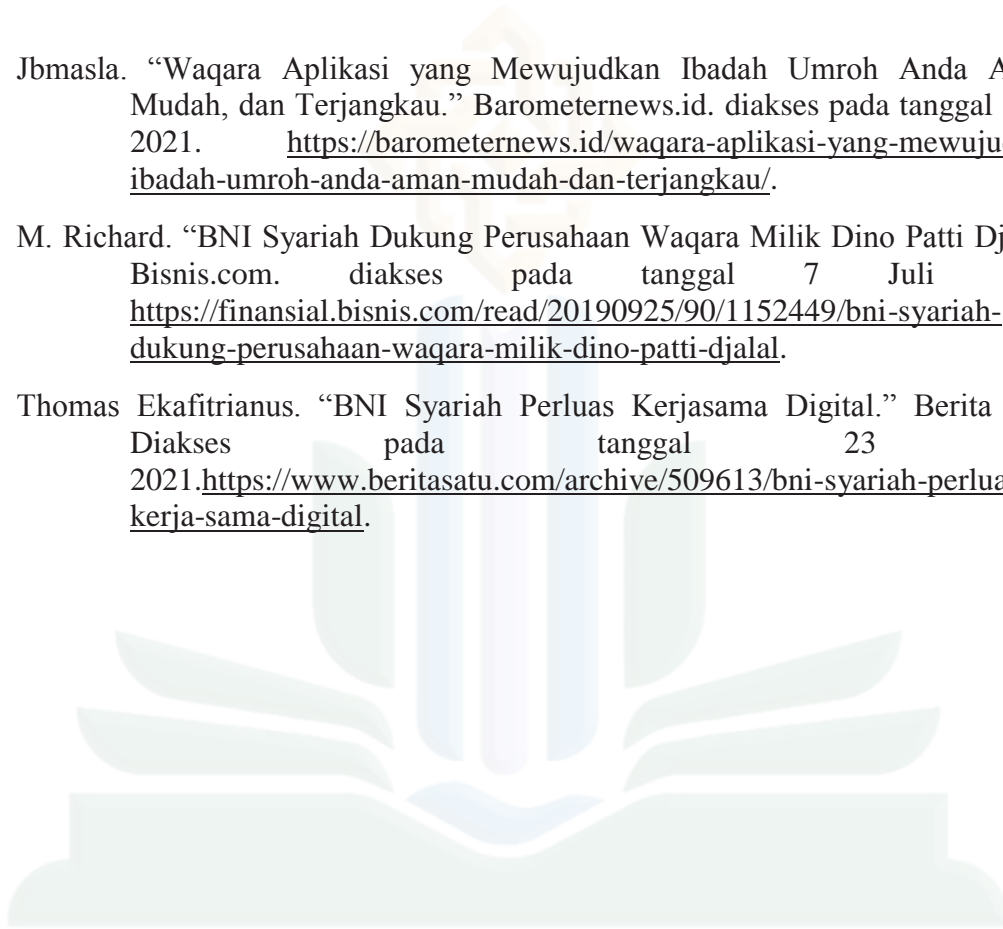 Jbmasla. “Waqara Aplikasi yang Mewujudkan Ibadah Umroh Anda
Mudah, dan Terjangkau.” Barometernews.id. diakses pada tanggal
2021. https://barometernews.id/waqara-aplikasi-yang-mewujud
ibadah-umroh-anda-aman-mudah-dan-terjangkau/.
M. Richard. “BNI Syariah Dukung Perusahaan Waqara Milik Dino Patti Dj
Bisnis.com. diakses pada tanggal 7 Juli
https://finansial.bisnis.com/read/20190925/90/1152449/bni-syariah-
dukung-perusahaan-waqara-milik-dino-patti-djalal.
Thomas Ekafitrianus. “BNI Syariah Perluas Kerjasama Digital.” Berita
Diakses pada tanggal 23
2021.https://www.beritasatu.com/archive/509613/bni-syariah-perlua
kerja-sama-digital.